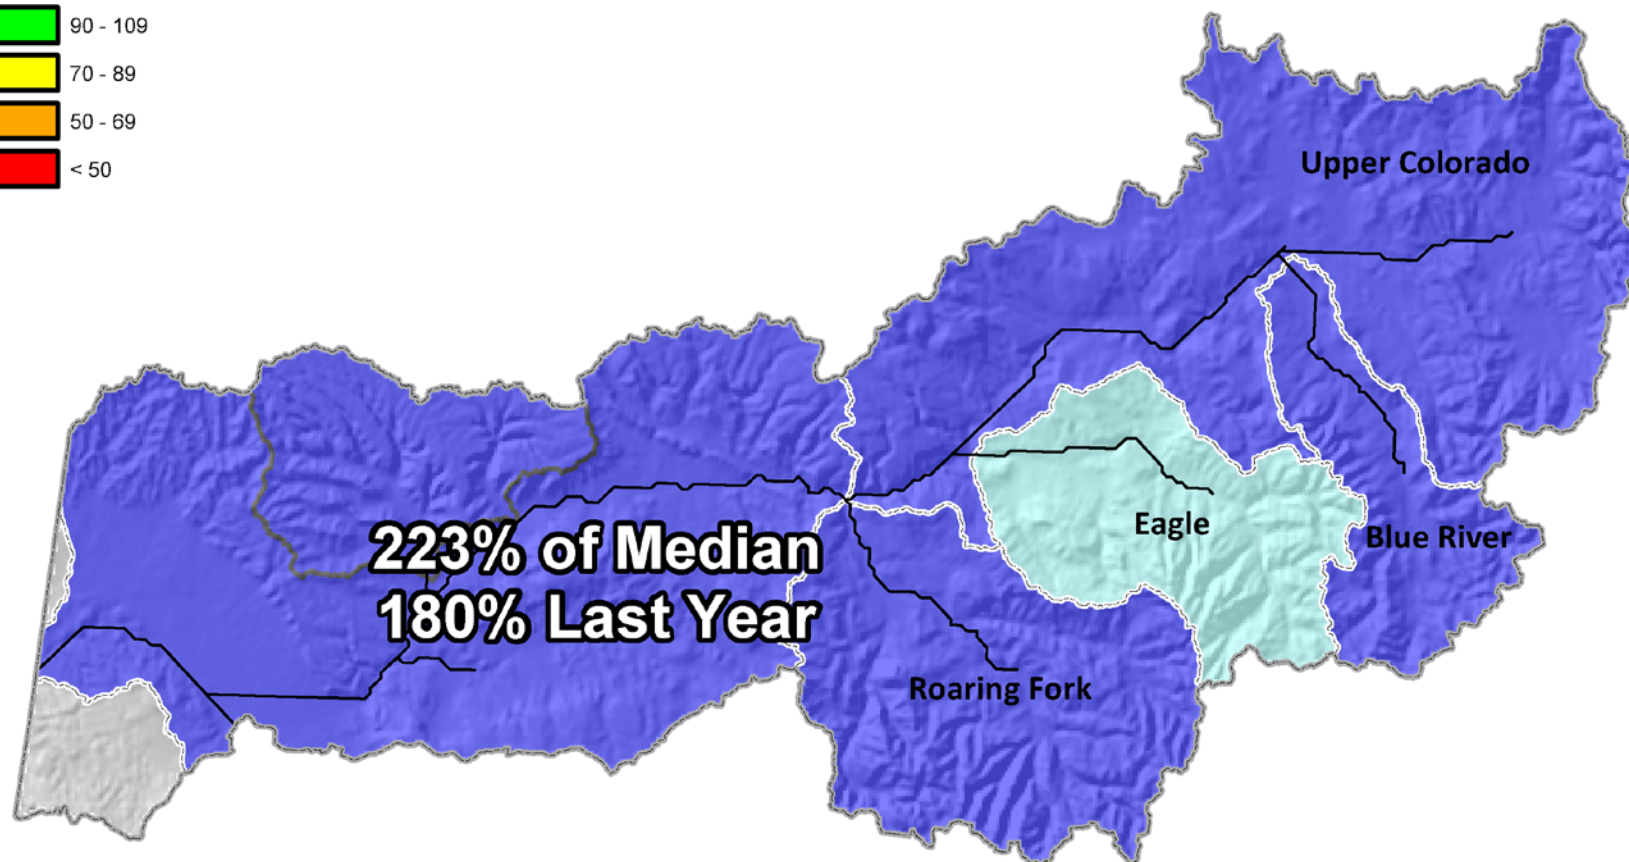 90 - 109
70 - 89
50 - 69
< 50
Upper Colorado
Eagle
Blue River
223% of Median
180% Last Year
Roaring Fork